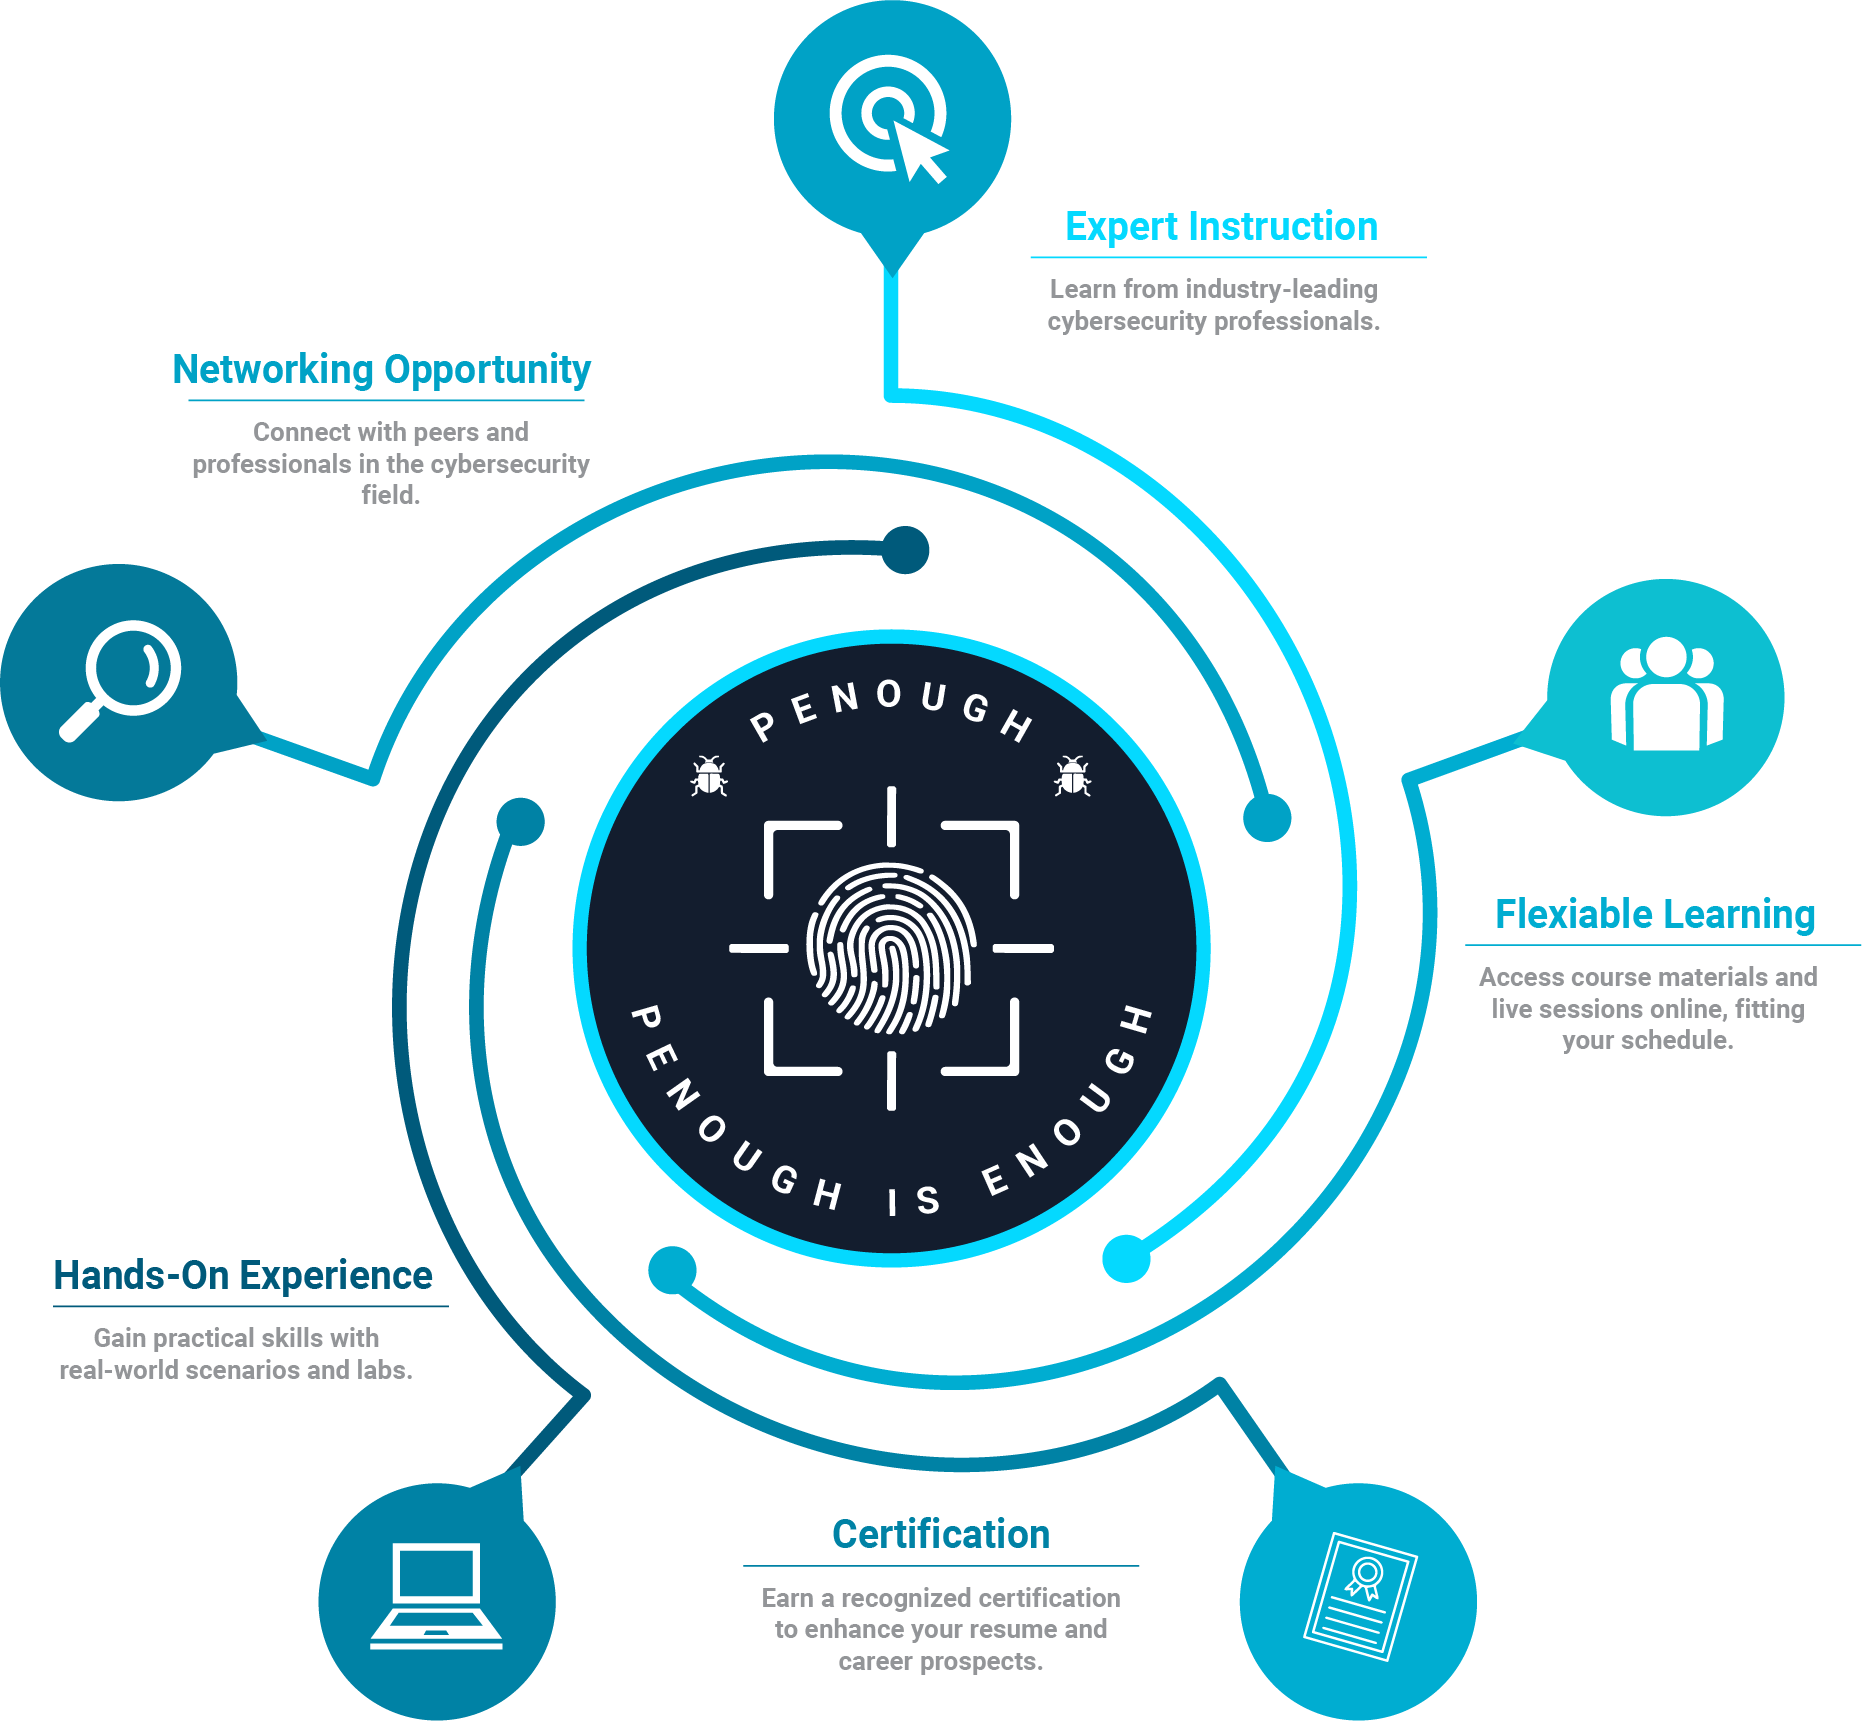 Expert Instruction
Learn from industry-leading
cybersecurity professionals.
Networking Opportunity
Connect with peers and
professionals in the cybersecurity
field.
PENOUGH
PENOUGH IS ENOUGH
Flexiable Learning
Access course materials and
live sessions online, fitting
your schedule.
Hands-On Experience
Gain practical skills with
real-world scenarios and labs.
Certification
Earn a recognized certification
to enhance your resume and
career prospects.